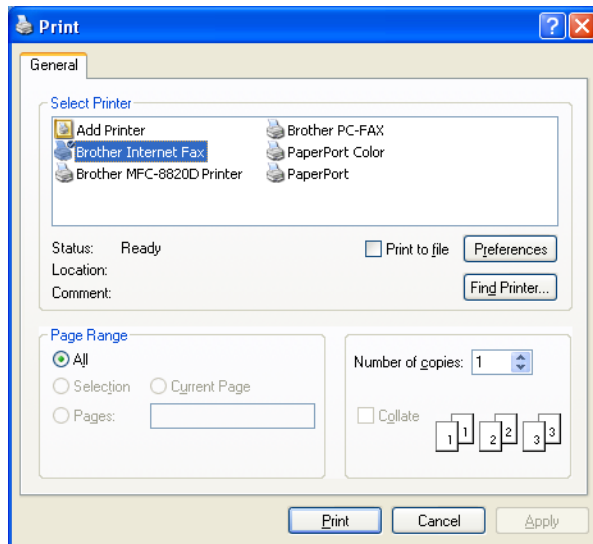 Print
General
Select Printer
Add Printer
Brother PC-FAX
Brother Internet Fax
PaperPort Color
Brother MFC-8820D Printer
PaperPort
Status: Ready
Print to file
Preferences
Location:
Comment:
Find Printer...
Page Range
All
Number of copies: 1
Selection
Current Page
Pages:
Collate
1 1 2 2 3 3
Print
Cancel
Apply